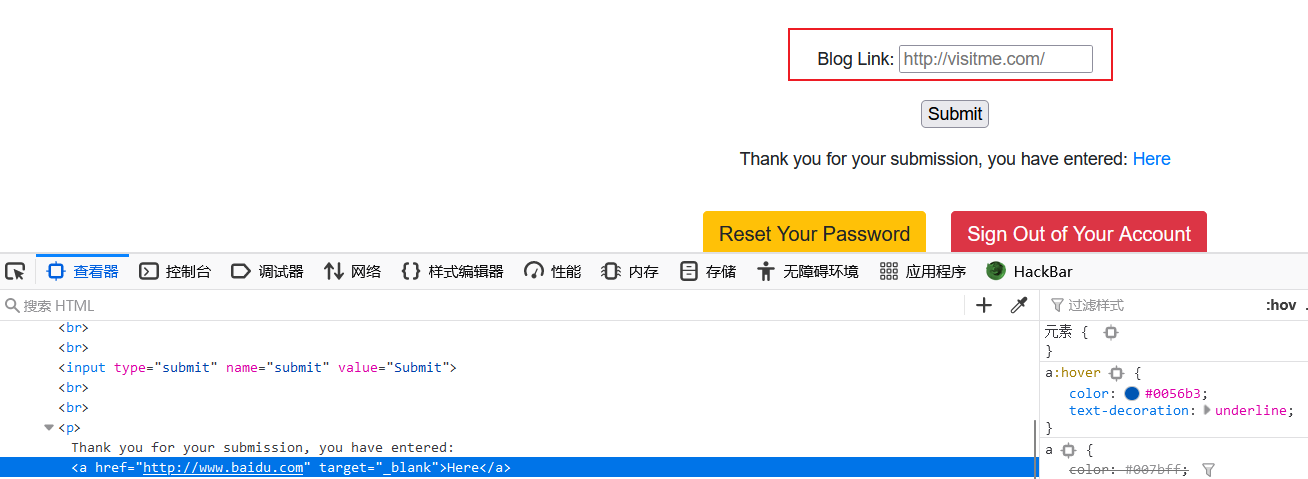 Blog Link: http://visitme.com/
Submit
Thank you for your submission, you have entered: Here
Reset Your Password Sign Out of Your Account
查看器 控制台 调试器 网络 样式编辑器 性能 内存 存储 无障碍环境 应用程序 HackBar
搜索 HTML
过滤样式 :hov .
<br>
<br>
<input type="submit" name="submit" value="Submit">
<br>
<br>
<p>
Thank you for your submission, you have entered:
<a href="http://www.baidu.com" target="_blank">Here</a>
元素 {
}
a:hover {
color: #0056b3;
text-decoration: underline;
}
a {
color: #007bff;